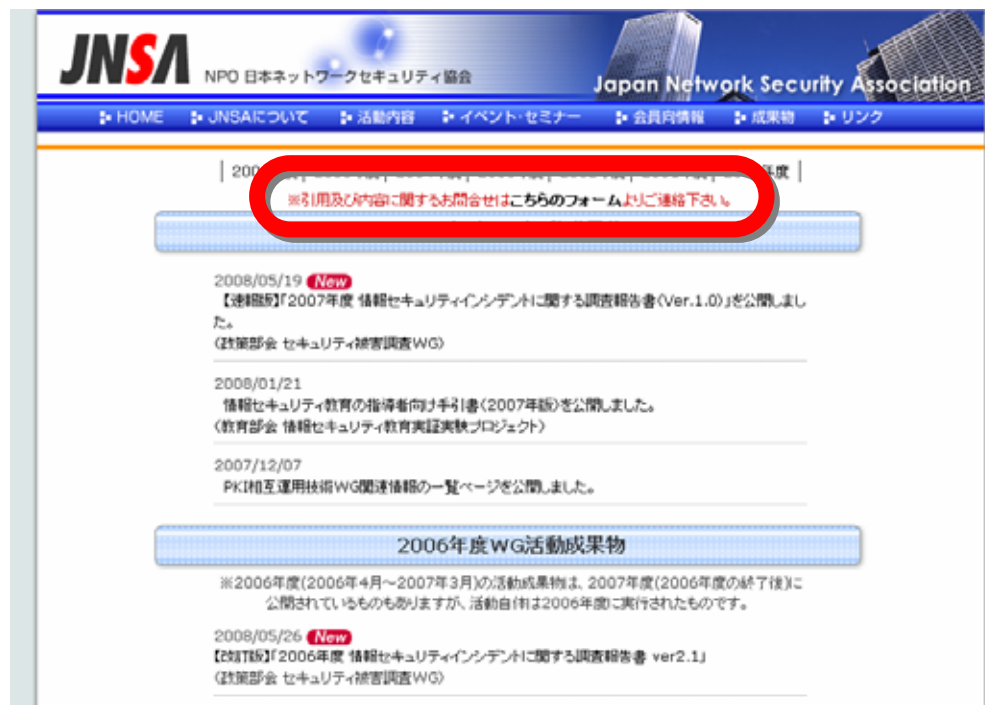 JNSA NPO 日本ネットワークセキュリティ協会
Japan Network Security Association
HOME JNSAについて 活動内容 イベント・セミナー 会員向情報 成果物 リンク
※引用及び内容に関するお問合せはこちらのフォームよりご連絡下さい。
2008/05/19 New
【速報版】「2007年度 情報セキュリティインシデントに関する調査報告書(Ver.1.0)」を公開しまし
た。
(政策部会 セキュリティ被害調査WG)
2008/01/21
情報セキュリティ教育の指導者向け手引書(2007年版)を公開しました。
(教育部会 情報セキュリティ教育実証実験プロジェクト)
2007/12/07
PKI相互運用技術WG関連情報の一覧ページを公開しました。
2006年度WG活動成果物
※2006年度(2006年4月～2007年3月)の活動成果物は、2007年度(2006年度の終了後)に
公開されているものもありますが、活動自体は2006年度に実行されたものです。
2008/05/26 New
【改訂版】「2006年度 情報セキュリティインシデントに関する調査報告書 ver2.1」
(政策部会 セキュリティ被害調査WG)